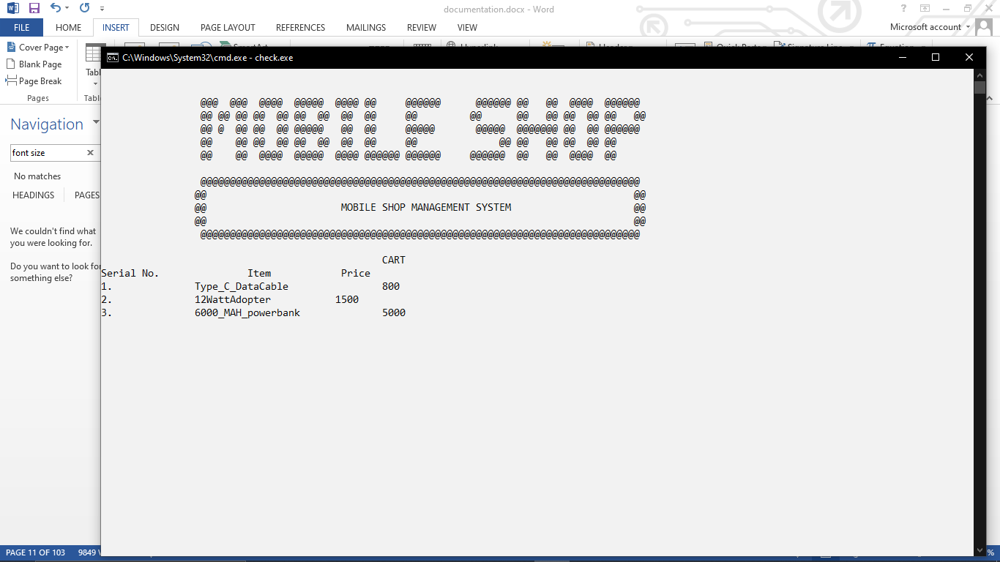 documentation.docx - Word
FILE HOME INSERT DESIGN PAGE LAYOUT REFERENCES MAILINGS REVIEW VIEW
Microsoft account
Cover Page
Blank Page
Page Break
Pages
C:\Windows\System32\cmd.exe - check.exe
Navigation
font size
No matches
HEADINGS PAGES
We couldn't find what
you were looking for.
Do you want to look for
something else?
MOBILE SHOP
MOBILE SHOP MANAGEMENT SYSTEM
CART
Serial No. Item Price
1. Type_C_DataCable 800
2. 12WattAdopter 1500
3. 6000_MAH_powerbank 5000
PAGE 11 OF 103 9849